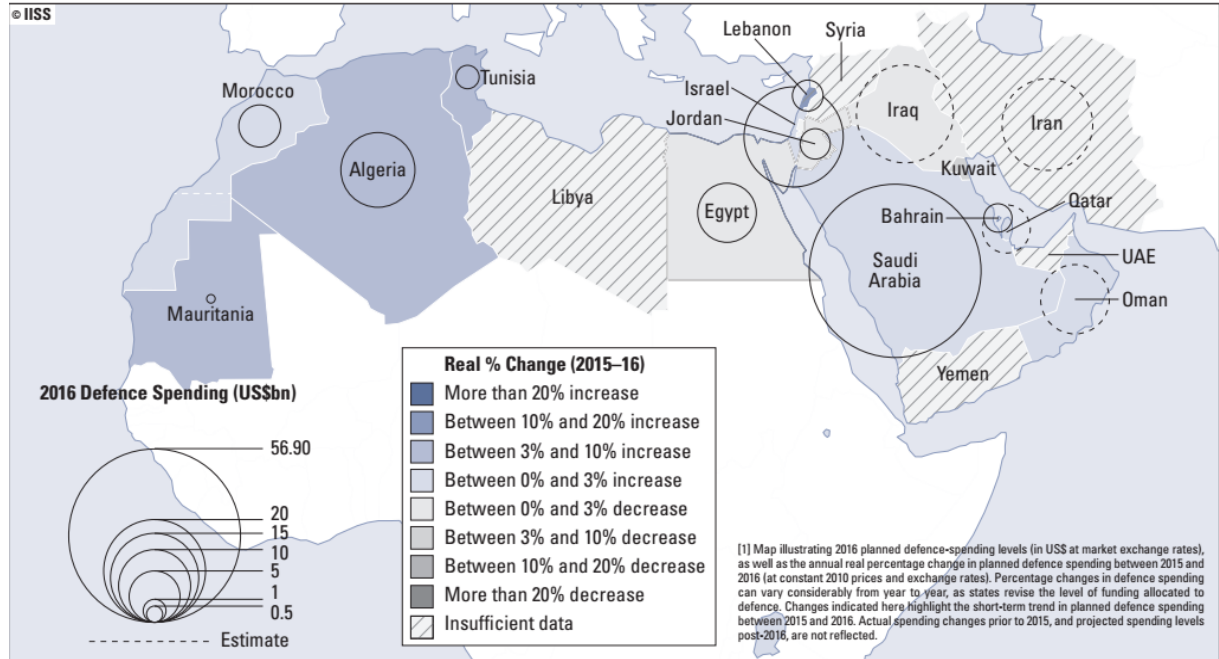 © IISS
Lebanon
Syria
Tunisia
Israel
Morocco
Jordan
Iraq
Iran
Algeria
Kuwait
Libya
Egypt
Bahrain
Qatar
UAE
Saudi
Arabia
Oman
Mauritania
Yemen
2016 Defence Spending (US$bn)
56.90
20
15
10
5
1
0.5
Estimate
Real % Change (2015–16)
More than 20% increase
Between 10% and 20% increase
Between 3% and 10% increase
Between 0% and 3% increase
Between 0% and 3% decrease
Between 3% and 10% decrease
Between 10% and 20% decrease
More than 20% decrease
Insufficient data
[1] Map illustrating 2016 planned defence-spending levels (in US$ at market exchange rates),
as well as the annual real percentage change in planned defence spending between 2015 and
2016 (at constant 2010 prices and exchange rates). Percentage changes in defence spending
can vary considerably from year to year, as states revise the level of funding allocated to
defence. Changes indicated here highlight the short-term trend in planned defence spending
between 2015 and 2016. Actual spending changes prior to 2015, and projected spending levels
post-2016, are not reflected.